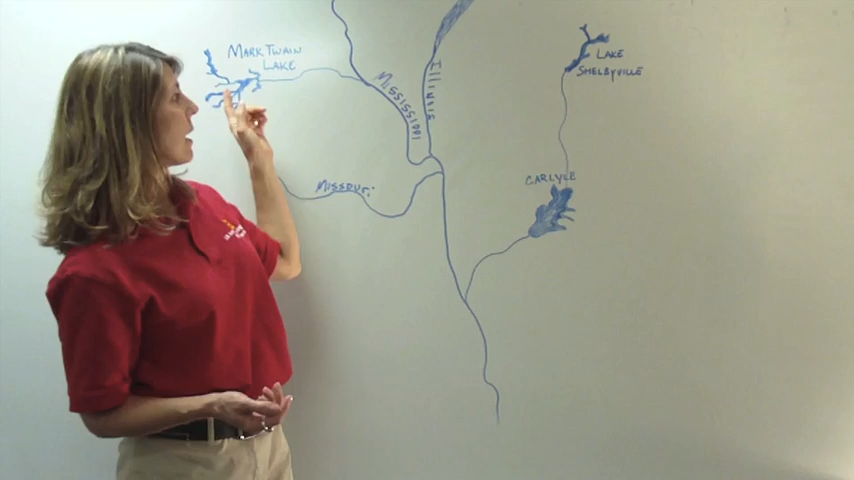 MARK TWAIN
LAKE
MISSISSIPPI
ILLINOIS
LAKE
SHELBYVILLE
CARLYLE
MISSOURI